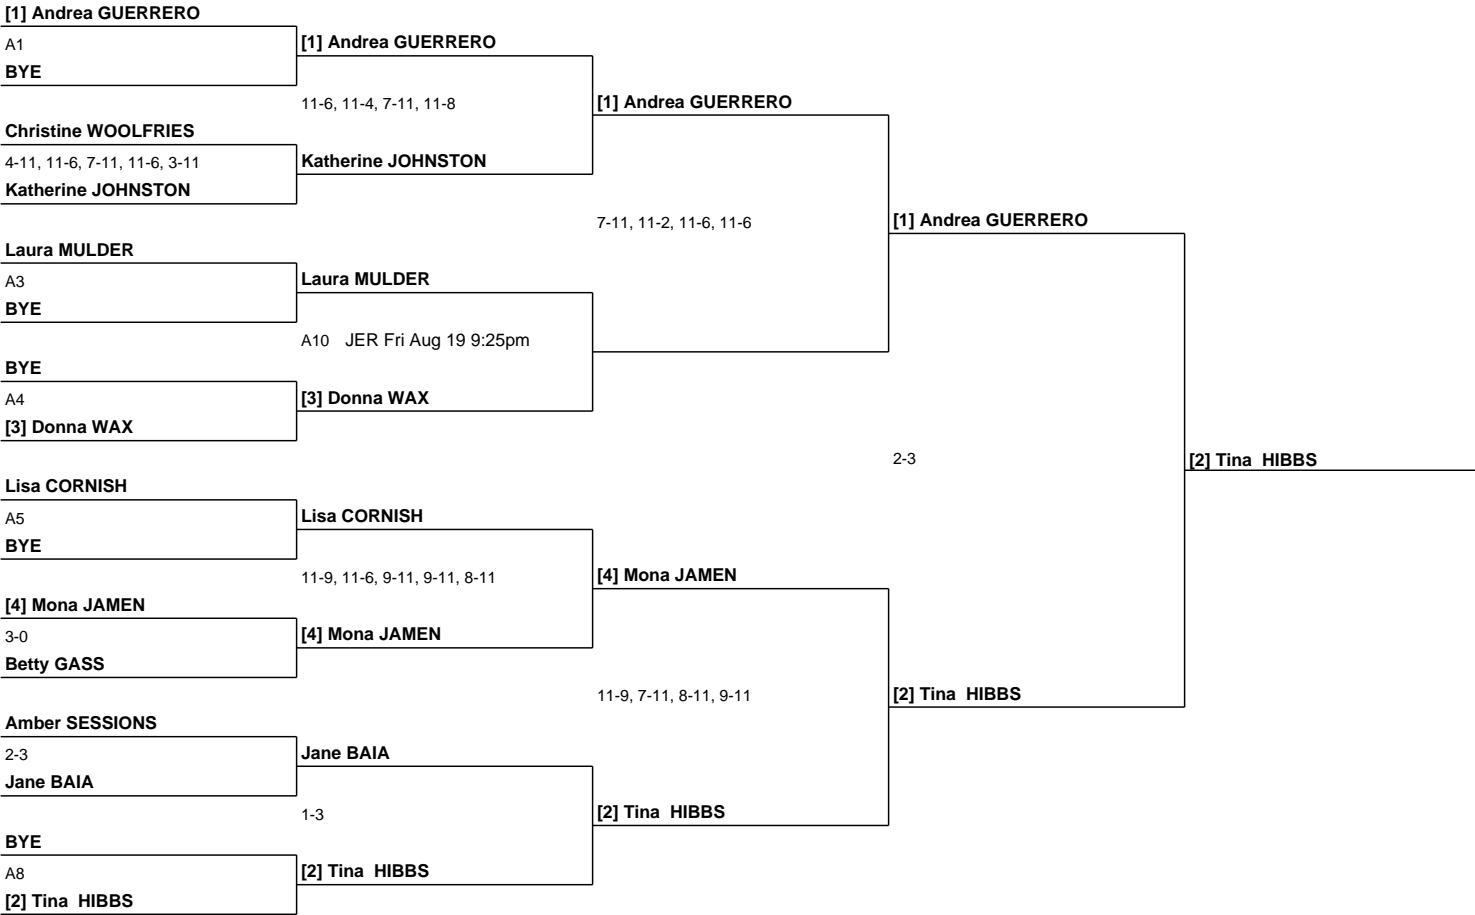 [1] Andrea GUERRERO
A1
BYE
Christine WOOLFRIES
4-11, 11-6, 7-11, 11-6, 3-11
Katherine JOHNSTON
Laura MULDER
A3
BYE
BYE
A4
[3] Donna WAX
Lisa CORNISH
A5
BYE
[4] Mona JAMEN
3-0
Betty GASS
Amber SESSIONS
2-3
Jane BAIA
BYE
A8
[2] Tina HIBBS
[1] Andrea GUERRERO
11-6, 11-4, 7-11, 11-8
Katherine JOHNSTON
Laura MULDER
A10 JER Fri Aug 19 9:25pm
[3] Donna WAX
Lisa CORNISH
11-9, 11-6, 9-11, 9-11, 8-11
[4] Mona JAMEN
Jane BAIA
1-3
[2] Tina HIBBS
[1] Andrea GUERRERO
7-11, 11-2, 11-6, 11-6
[4] Mona JAMEN
11-9, 7-11, 8-11, 9-11
[2] Tina HIBBS
[1] Andrea GUERRERO
2-3
[2] Tina HIBBS
[2] Tina HIBBS